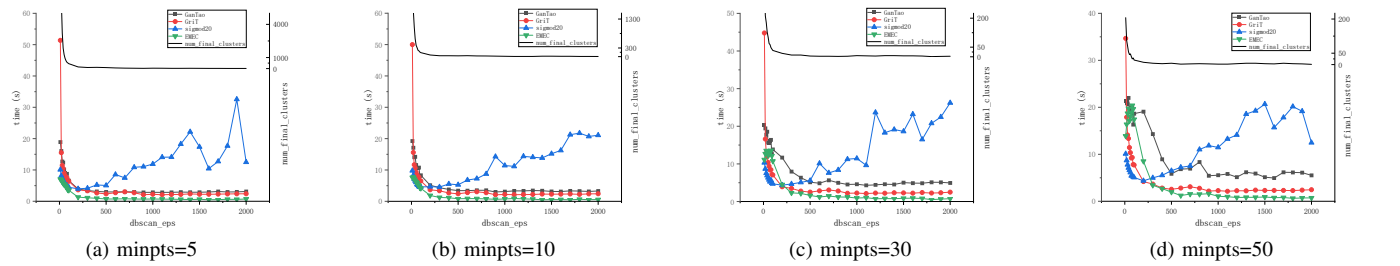 60
50
40
30
20
10
0
time (s)
0
500
1000
1500
2000
dbscan_eps
4000
1000
0
num_final_clusters
GanTao
GriT
sigmod20
EMEC
num_final_clusters
(a) minpts=5
60
50
40
30
20
10
0
time (s)
0
500
1000
1500
2000
dbscan_eps
1300
300
0
num_final_clusters
GanTao
GriT
sigmod20
EMEC
num_final_clusters
(b) minpts=10
50
40
30
20
10
0
time (s)
0
500
1000
1500
2000
dbscan_eps
200
50
0
num_final_clusters
GanTao
GriT
sigmod20
EMEC
num_final_clusters
(c) minpts=30
40
30
20
10
0
time (s)
0
500
1000
1500
2000
dbscan_eps
200
50
0
num_final_clusters
GanTao
GriT
sigmod20
EMEC
num_final_clusters
(d) minpts=50